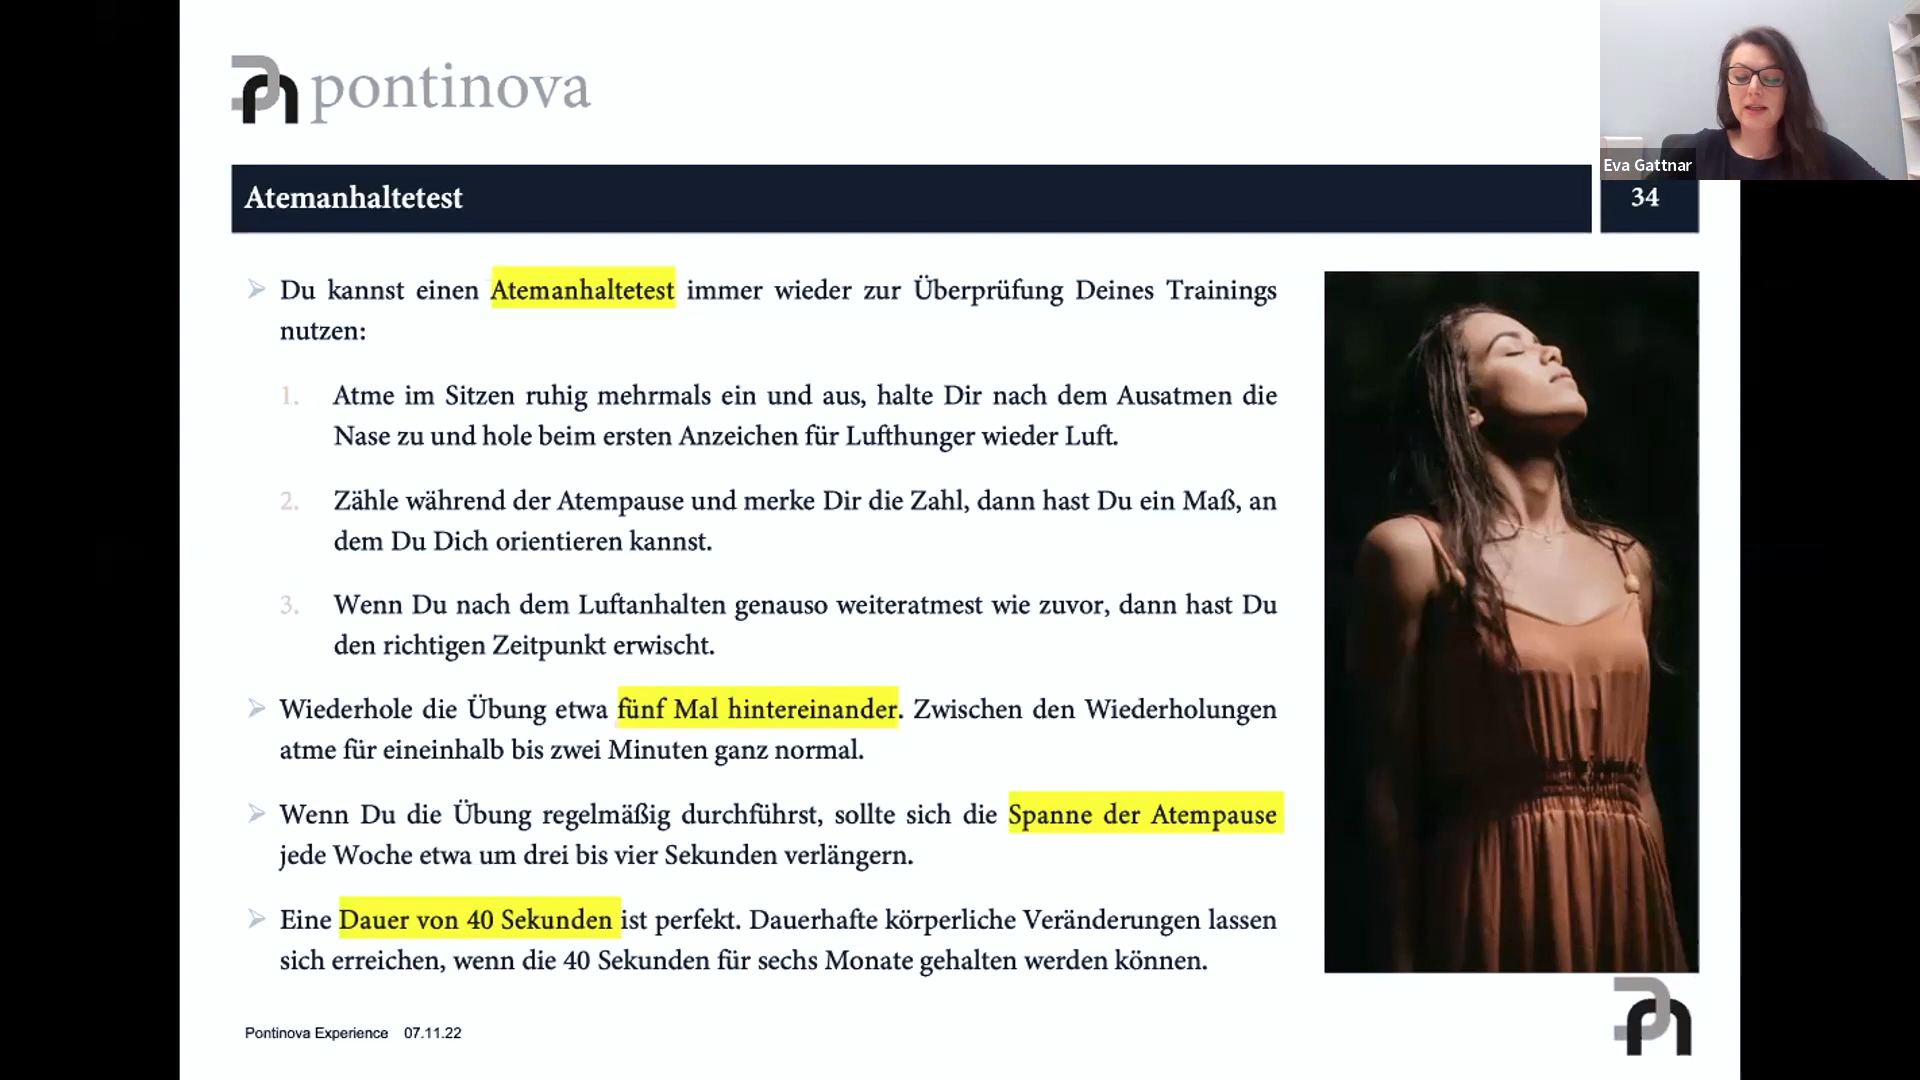 pontinova
Eva Gattnar
Atemanhaltetest
34
Du kannst einen Atemanhaltetest immer wieder zur Überprüfung Deines Trainings
nutzen:
1. Atme im Sitzen ruhig mehrmals ein und aus, halte Dir nach dem Ausatmen die
Nase zu und hole beim ersten Anzeichen für Lufthunger wieder Luft.
2. Zähle während der Atempause und merke Dir die Zahl, dann hast Du ein Maß, an
dem Du Dich orientieren kannst.
3. Wenn Du nach dem Luftanhalten genauso weiteratmest wie zuvor, dann hast Du
den richtigen Zeitpunkt erwischt.
Wiederhole die Übung etwa fünf Mal hintereinander. Zwischen den Wiederholungen
atme für eineinhalb bis zwei Minuten ganz normal.
Wenn Du die Übung regelmäßig durchführst, sollte sich die Spanne der Atempause
jede Woche etwa um drei bis vier Sekunden verlängern.
Eine Dauer von 40 Sekunden ist perfekt. Dauerhafte körperliche Veränderungen lassen
sich erreichen, wenn die 40 Sekunden für sechs Monate gehalten werden können.
Pontinova Experience 07.11.22